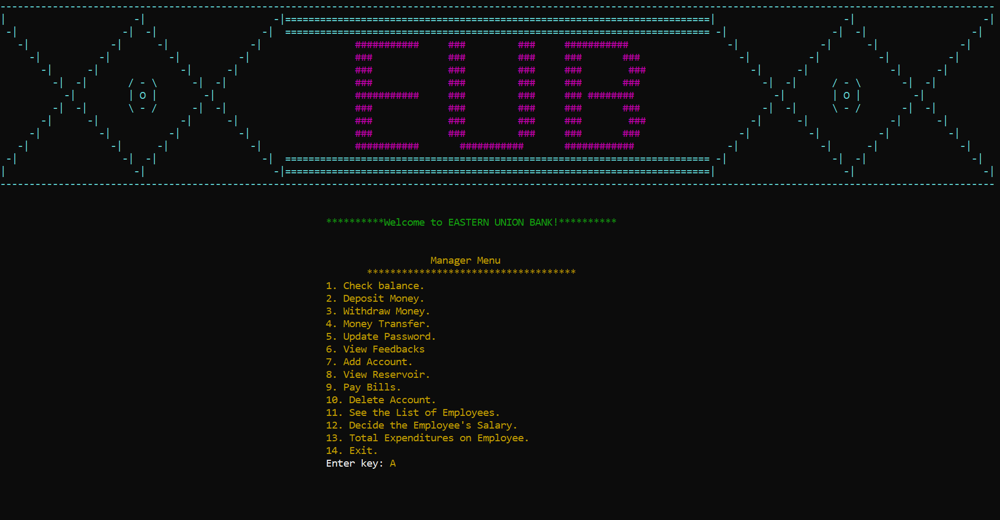 EUB
**********Welcome to EASTERN UNION BANK!**********
Manager Menu
************************************
1. Check balance.
2. Deposit Money.
3. Withdraw Money.
4. Money Transfer.
5. Update Password.
6. View Feedbacks
7. Add Account.
8. View Reservoir.
9. Pay Bills.
10. Delete Account.
11. See the List of Employees.
12. Decide the Employee's Salary.
13. Total Expenditures on Employee.
14. Exit.
Enter key: A